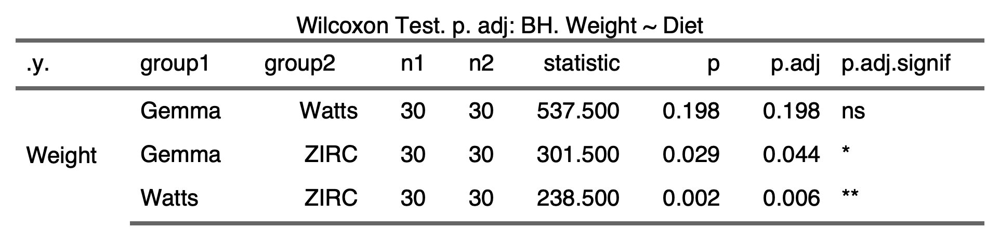 Wilcoxon Test. p. adj: BH. Weight ~ Diet
.y. group1 group2 n1 n2 statistic p p.adj p.adj.signif
Gemma Watts 30 30 537.500 0.198 0.198 ns
Weight Gemma ZIRC 30 30 301.500 0.029 0.044 *
Watts ZIRC 30 30 238.500 0.002 0.006 **